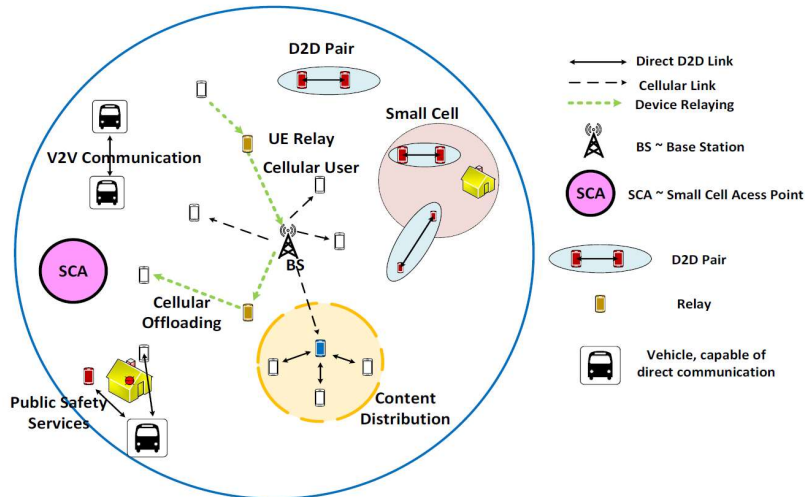 D2D Pair
Small Cell
UE Relay
Cellular User
V2V Communication
BS
SCA
Cellular
Offloading
Public Safety
Services
Content
Distribution
Direct D2D Link
Cellular Link
Device Relaying
BS ~ Base Station
SCA
SCA ~ Small Cell Acess Point
D2D Pair
Relay
Vehicle, capable of
direct communication